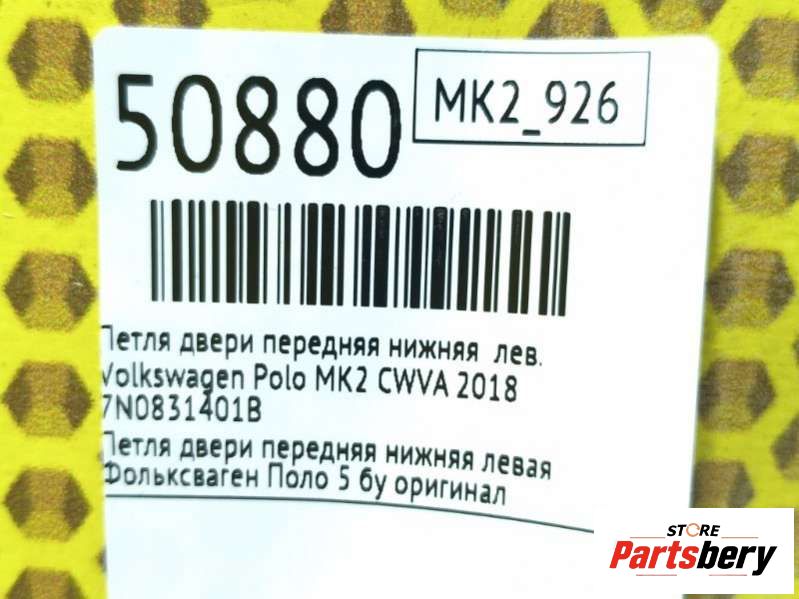 50880
MK2_926
Петля двери передняя нижняя лев.
Volkswagen Polo MK2 CWVA 2018
7N0831401B
Петля двери передняя нижняя левая
Фольксваген Поло 5 бу оригинал
STORE
Partsbery